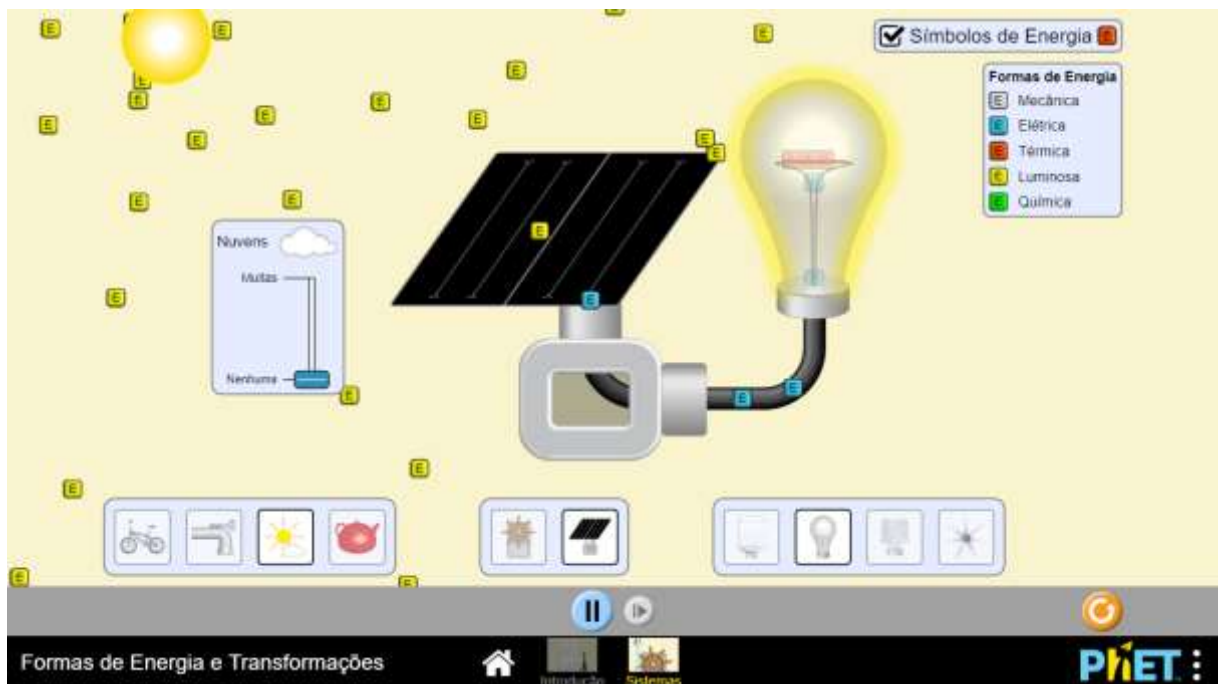 Símbolos de Energia E
Formas de Energia
E Mecânica
E Elétrica
E Térmica
E Luminosa
E Química
Nuvens
Muitas
Nenhuma
Formas de Energia e Transformações
Introdução
Sistemas
PhET